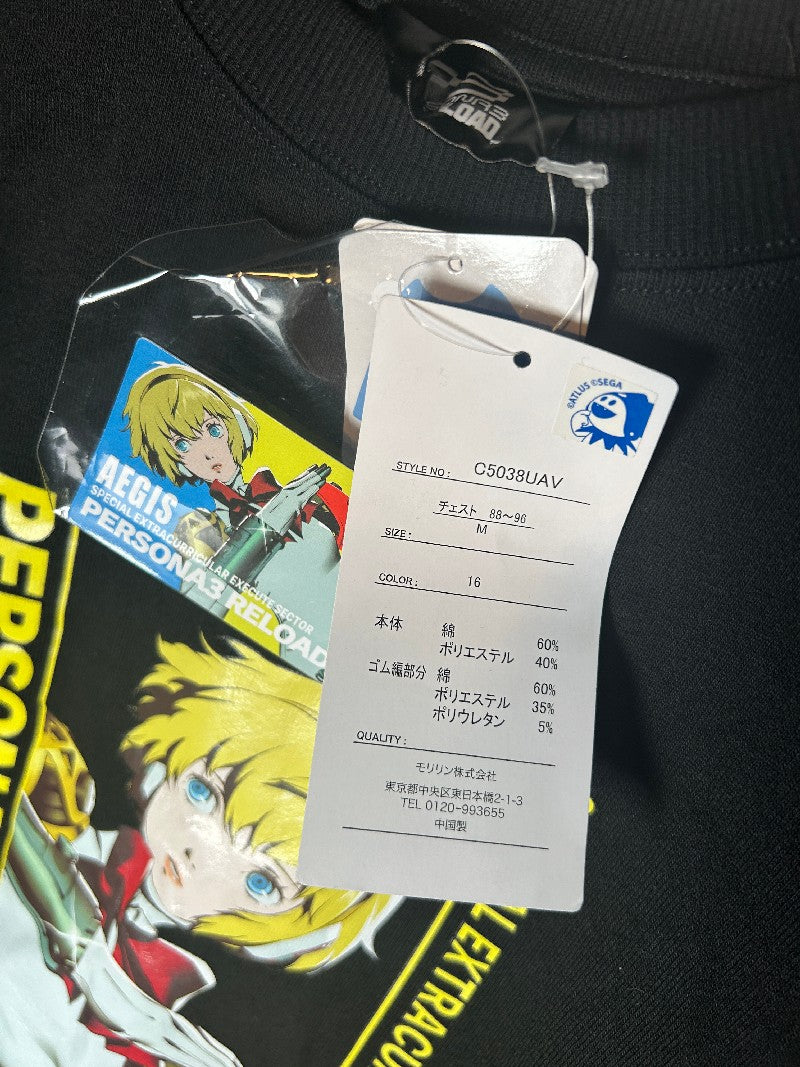 RELOAD
©ATLUS ©SEGA
STYLE NO: C5038UAV
チェスト 88～96
SIZE: M
COLOR: 16
本体 綿 60%
ポリエステル 40%
ゴム編部分 綿 60%
ポリエステル 35%
ポリウレタン 5%
QUALITY:
モリリン株式会社
東京都中央区東日本橋2-1-3
TEL 0120-993655
中国製
AEGIS
SPECIAL EXTRACURRICULAR EXECUTE SECTOR
PERSONA3 RELOAD